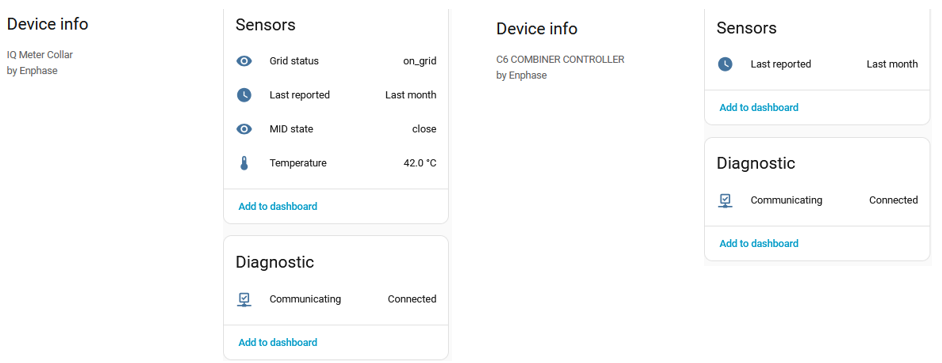 Device info
IQ Meter Collar
by Enphase
Sensors
Grid status on_grid
Last reported Last month
MID state close
Temperature 42.0 °C
Add to dashboard
Diagnostic
Communicating Connected
Add to dashboard
Device info
C6 COMBINER CONTROLLER
by Enphase
Sensors
Last reported Last month
Add to dashboard
Diagnostic
Communicating Connected
Add to dashboard